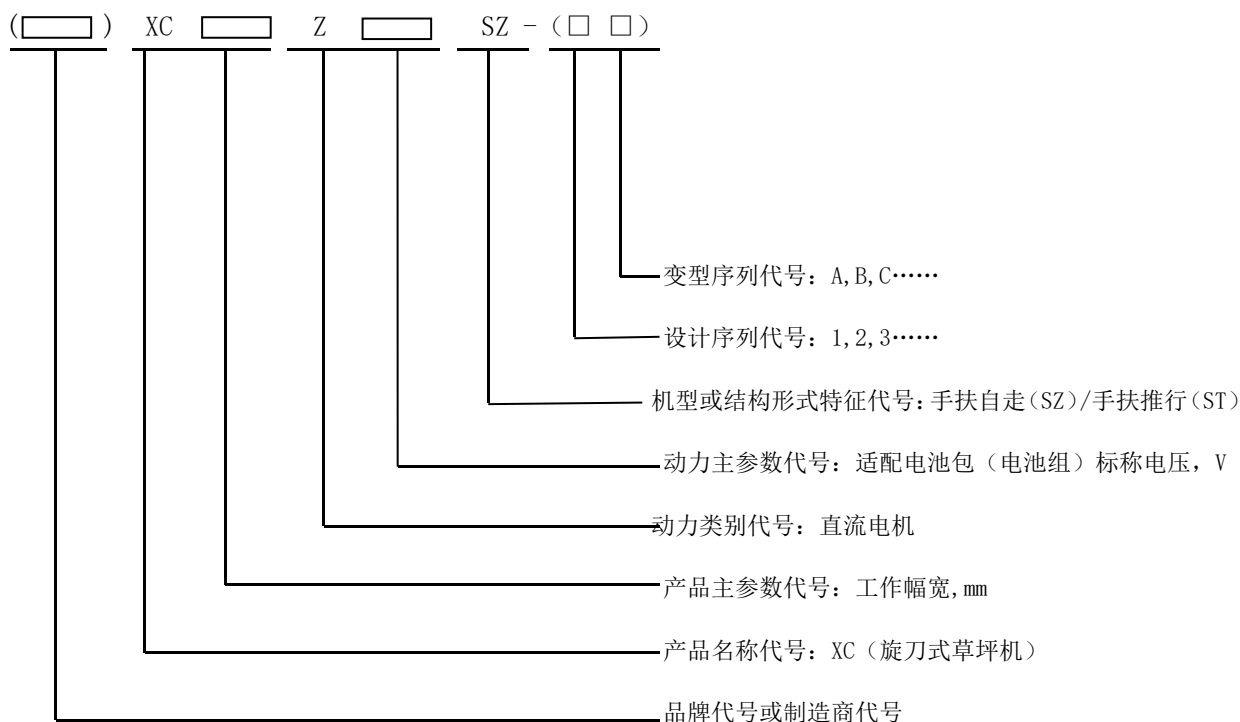 ( ) XC Z SZ-(□ □)
变型序列代号：A,B,C……
设计序列代号：1,2,3……
机型或结构形式特征代号：手扶自走(SZ)/手扶推行(ST)
动力主参数代号：适配电池包（电池组）标称电压，V
动力类别代号：直流电机
产品主参数代号：工作幅宽,mm
产品名称代号：XC（旋刀式草坪机）
品牌代号或制造商代号